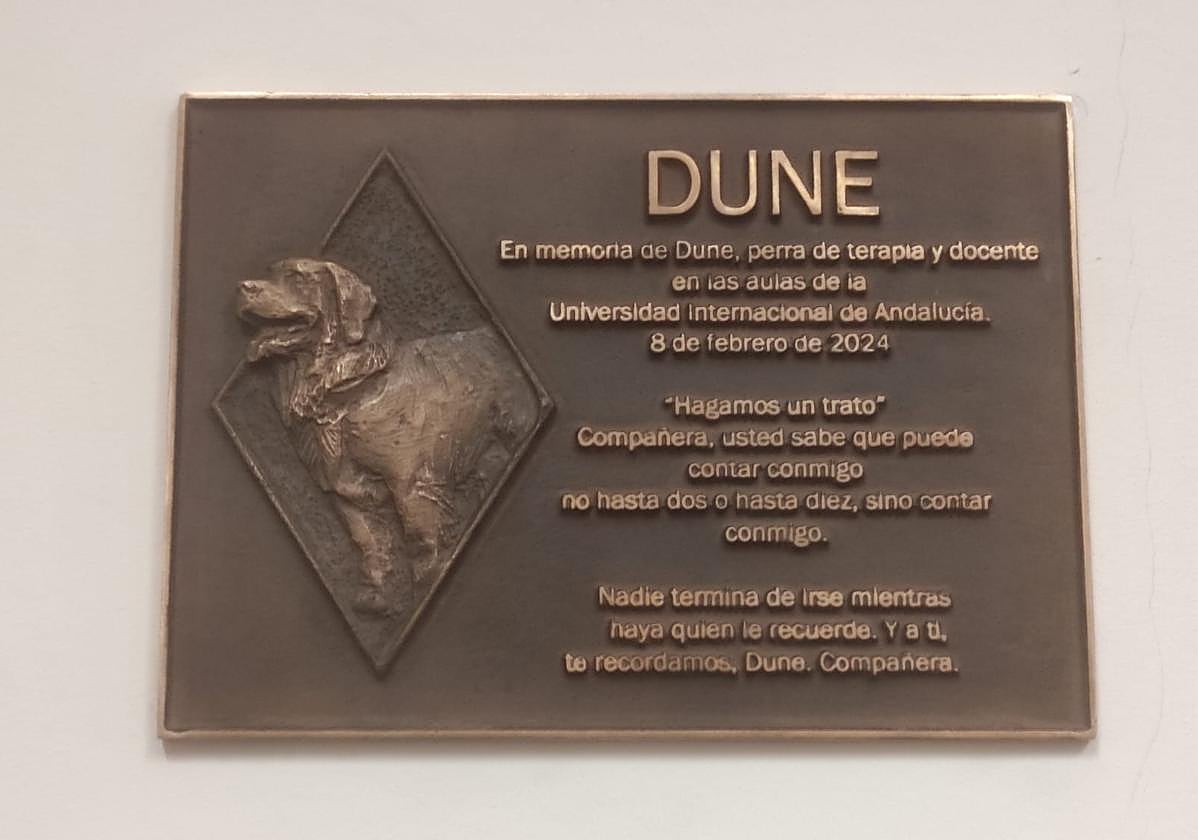 DUNE
En memoria de Dune, perra de terapia y docente
en las aulas de la
Universidad Internacional de Andalucía.
8 de febrero de 2024
"Hagamos un trato"
Compañera, usted sabe que puede
contar conmigo
no hasta dos o hasta diez, sino contar
conmigo.
Nadie termina de irse mientras
haya quien le recuerde. Y a ti,
te recordamos, Dune. Compañera.